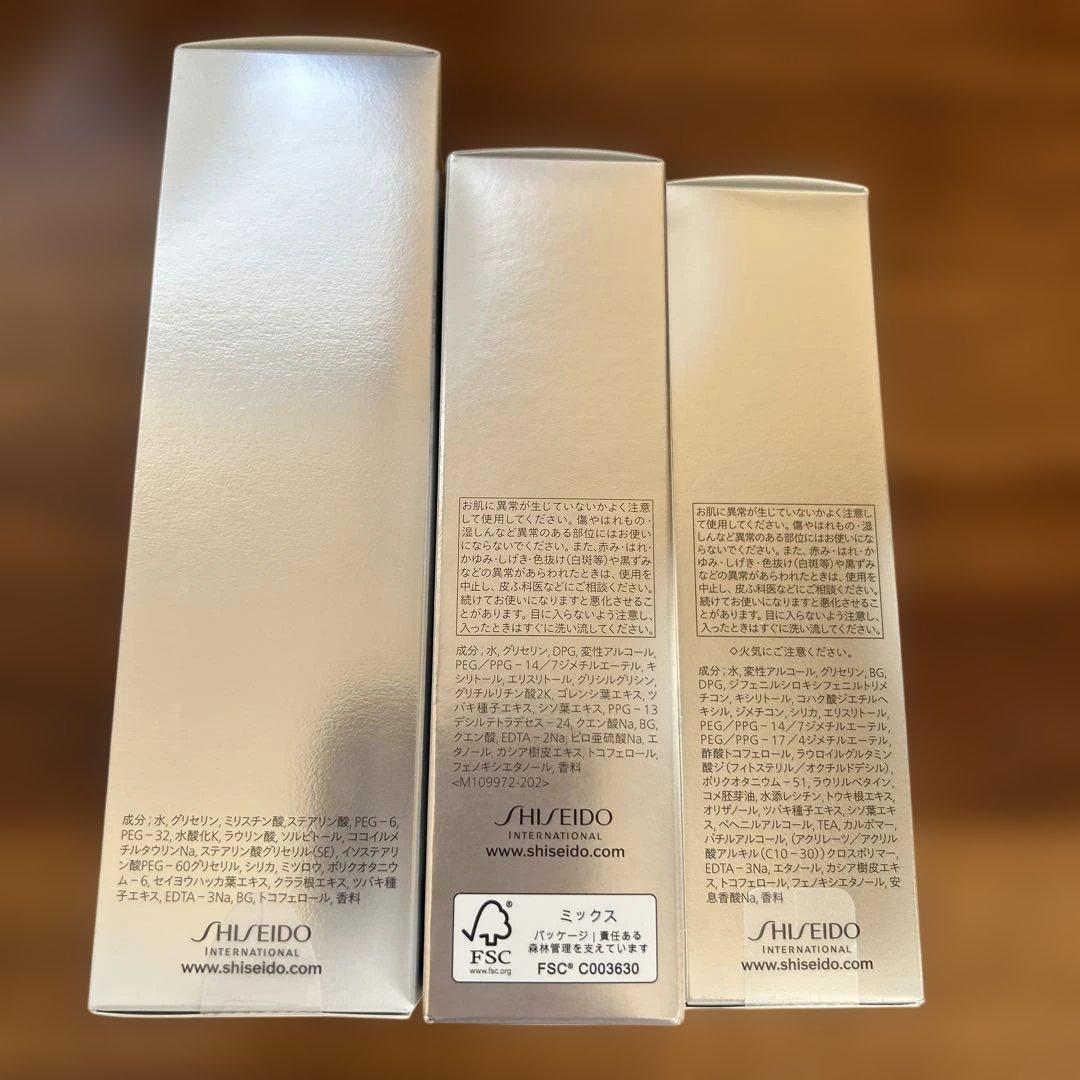 成分；水, グリセリン, ミリスチン酸, ステアリン酸, PEG－6,
PEG－32, 水酸化K, ラウリン酸, ソルビトール, ココイルメ
チルタウリンNa, ステアリン酸グリセリル(SE), イソステアリ
ン酸PEG－60グリセリル, シリカ, ミツロウ, ポリクオタニウ
ム－6, セイヨウハッカ葉エキス, クララ根エキス, ツバキ種
子エキス, EDTA－3Na, BG, トコフェロール, 香料
SHISEIDO
INTERNATIONAL
www.shiseido.com
お肌に異常が生じていないかよく注意
して使用してください。傷やはれもの・
湿しんなど異常のある部位にはお使い
にならないでください。また、赤み・はれ・
かゆみ・しげき・色抜け(白斑等)や黒ずみ
などの異常があらわれたときは、使用を
中止し、皮ふ科医などにご相談ください。
続けてお使いになりますと悪化させるこ
とがあります。目に入らないよう注意し、
入ったときはすぐに洗い流してください。
成分；水, グリセリン, DPG, 変性アルコール,
PEG／PPG－14／7ジメチルエーテル, キ
シリトール, エリスリトール, グリシルグリシン,
グリチルリチン酸2K, ゴレンシ葉エキス, ツ
バキ種子エキス, シソ葉エキス, PPG－13
デシルテトラデセス－24, クエン酸Na, BG,
クエン酸, EDTA－2Na, ピロ亜硫酸Na, エ
タノール, カシア樹皮エキス, トコフェロール,
フェノキシエタノール, 香料
<M109972-202>
SHISEIDO
INTERNATIONAL
www.shiseido.com
FSC
www.fsc.org
ミックス
パッケージ｜責任ある
森林管理を支えています
FSC® C003630
お肌に異常が生じていないかよく注意し
て使用してください。傷やはれもの・湿
しんなど異常のある部位にはお使いにな
らないでください。また、赤み・はれ・か
ゆみ・しげき・色抜け(白斑等)や黒ずみ
などの異常があらわれたときは、使用を
中止し、皮ふ科医などにご相談ください。
続けてお使いになりますと悪化させるこ
とがあります。目に入らないよう注意し、
入ったときはすぐに洗い流してください。
◇火気にご注意ください。
成分；水, 変性アルコール, グリセリン, BG,
DPG, ジフェニルシロキシフェニルトリメ
チコン, キシリトール, コハク酸ジエチルヘ
キシル, ジメチコン, シリカ, エリスリトール,
PEG／PPG－14／7ジメチルエーテル,
PEG／PPG－17／4ジメチルエーテル,
酢酸トコフェロール, ラウロイルグルタミン
酸ジ(フィトステリル／オクチルドデシル),
ポリクオタニウム－51, ラウリルベタイン,
コメ胚芽油, 水添レシチン, トウキ根エキス,
オリザノール, ツバキ種子エキス, シソ葉エ
キス, ベヘニルアルコール, TEA, カルボマー,
バチルアルコール, (アクリレーツ／アクリル
酸アルキル(C10－30))クロスポリマー,
EDTA－3Na, エタノール, カシア樹皮エキ
ス, トコフェロール, フェノキシエタノール, 安
息香酸Na, 香料
SHISEIDO
INTERNATIONAL
www.shiseido.com